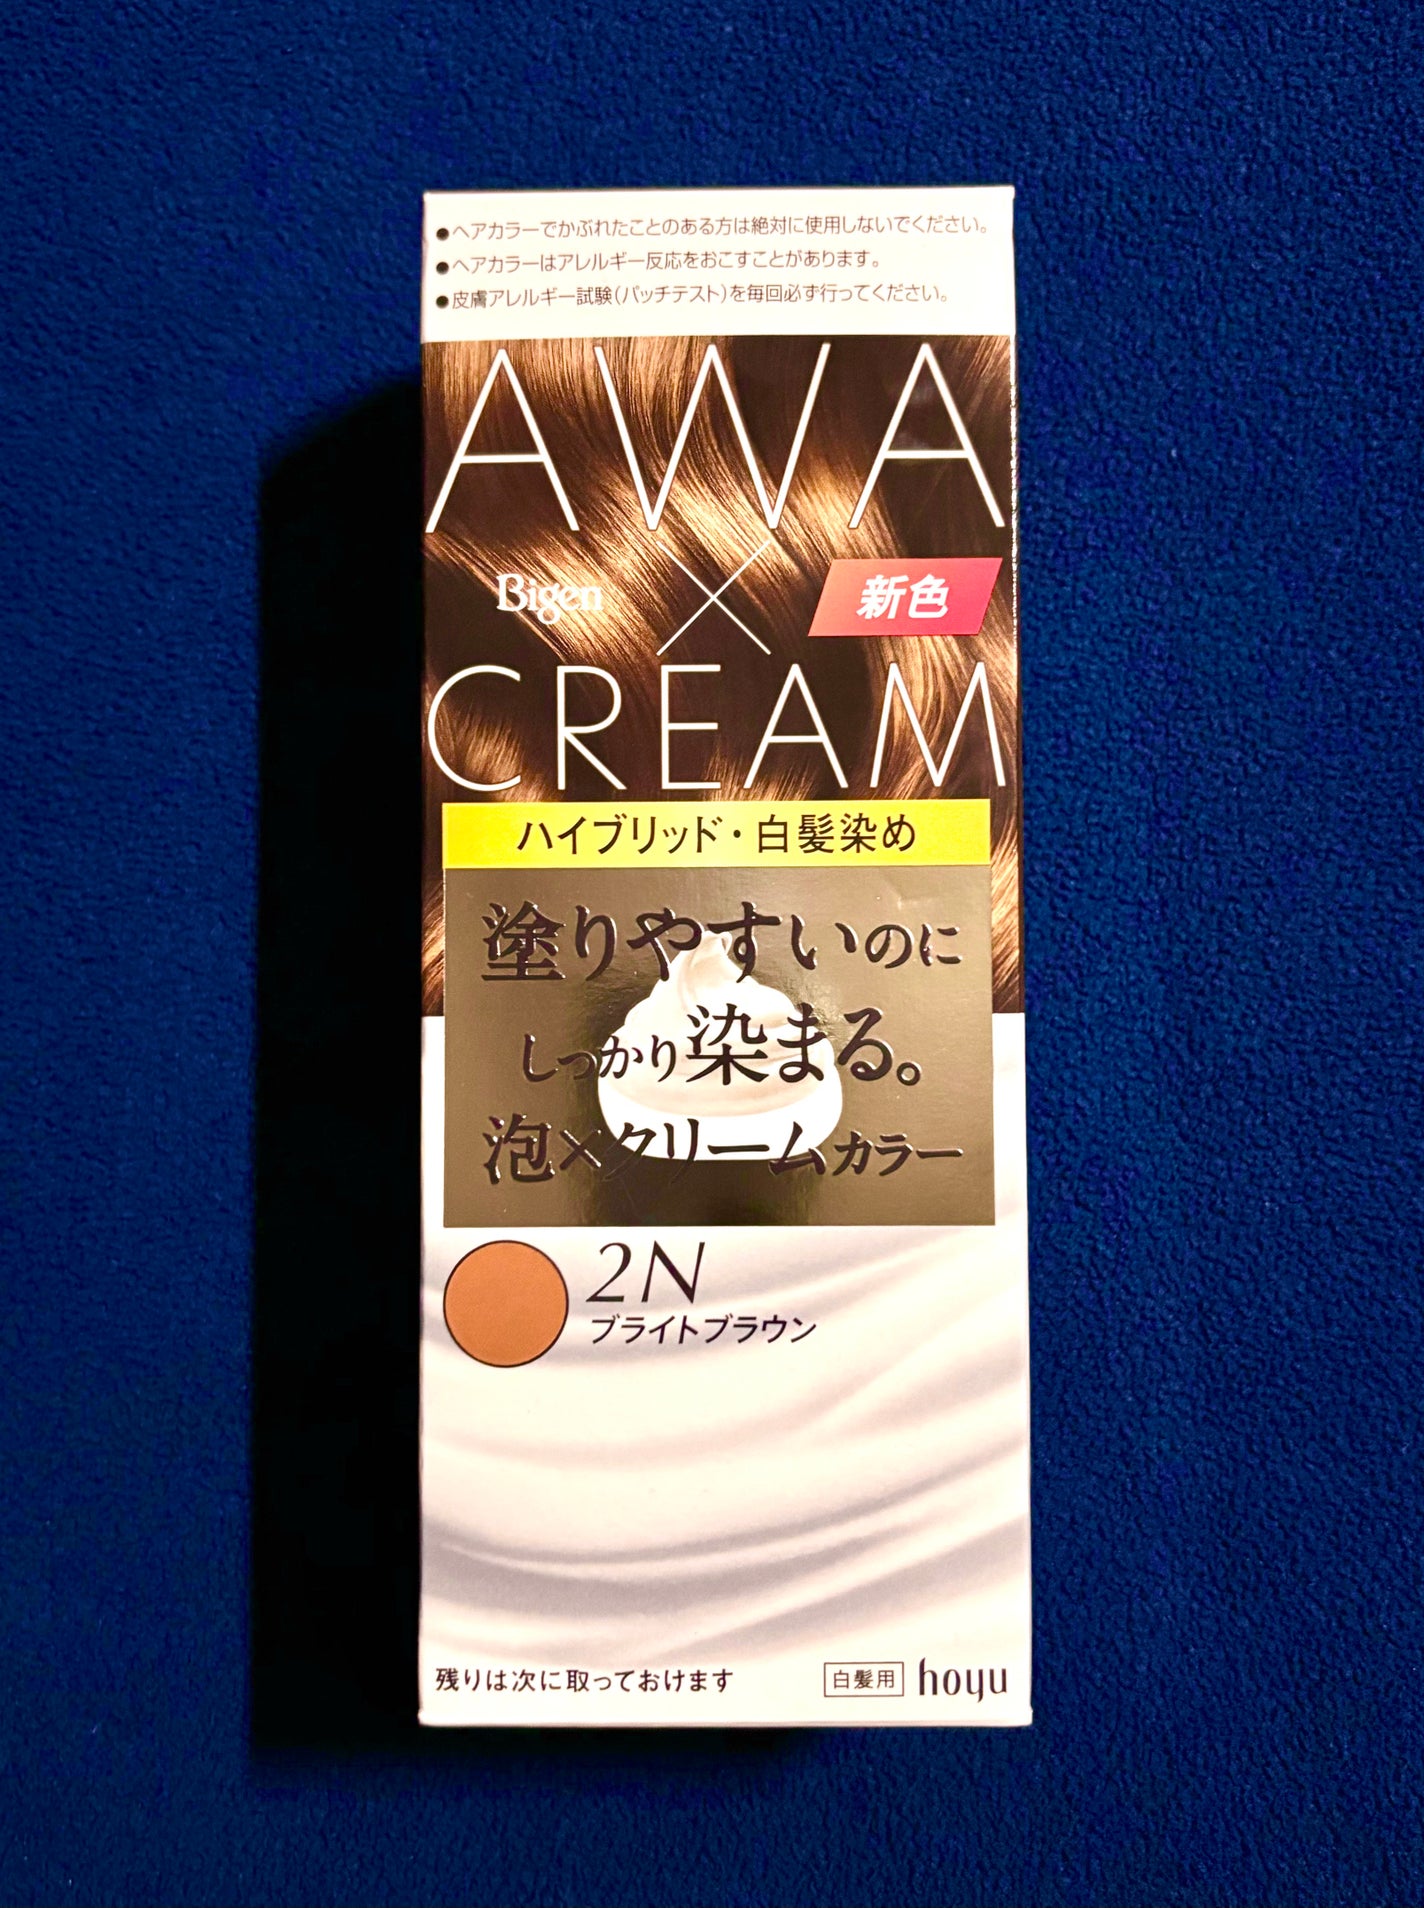 ●ヘアカラーでかぶれたことのある方は絶対に使用しないでください。
●ヘアカラーはアレルギー反応をおこすことがあります。
●皮膚アレルギー試験(パッチテスト)を毎回必ず行ってください。
AWA
Bigen × 新色
CREAM
ハイブリッド・白髪染め
塗りやすいのに
しっかり染まる。
泡×クリームカラー
2N
ブライトブラウン
残りは次に取っておけます 白髪用 hoyu